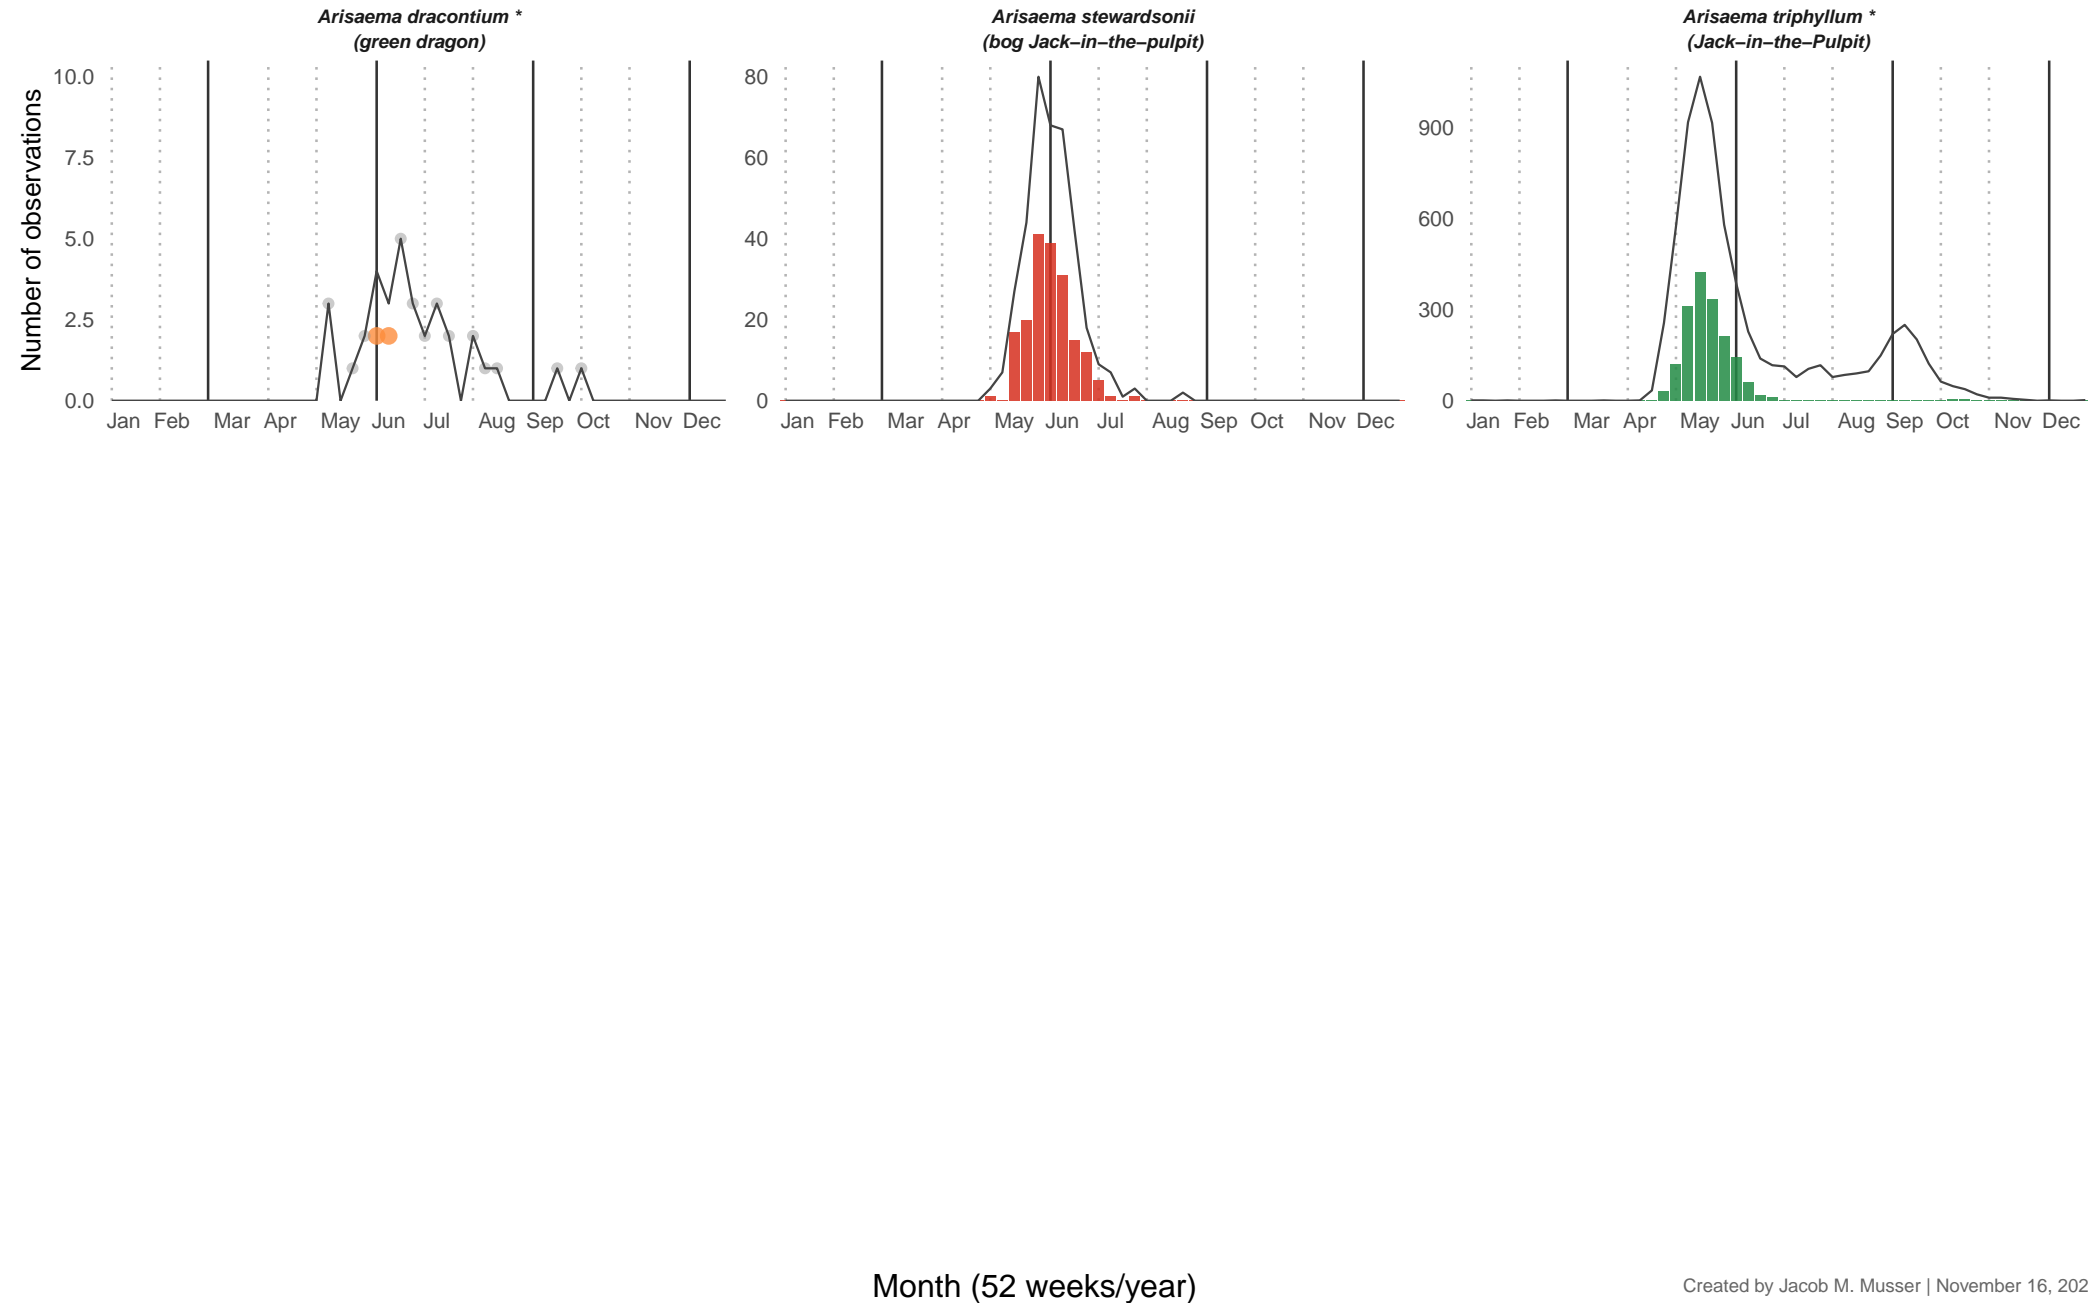 Arisaema dracontium *
(green dragon)
Arisaema stewardsonii
(bog Jack−in−the−pulpit)
Arisaema triphyllum *
(Jack−in−the−Pulpit)
Number of observations
10.0
7.5
5.0
2.5
0.0
Jan Feb Mar Apr May Jun Jul Aug Sep Oct Nov Dec
80
60
40
20
0
Jan Feb Mar Apr May Jun Jul Aug Sep Oct Nov Dec
900
600
300
0
Jan Feb Mar Apr May Jun Jul Aug Sep Oct Nov Dec
Month (52 weeks/year)
Created by Jacob M. Musser | November 16, 202